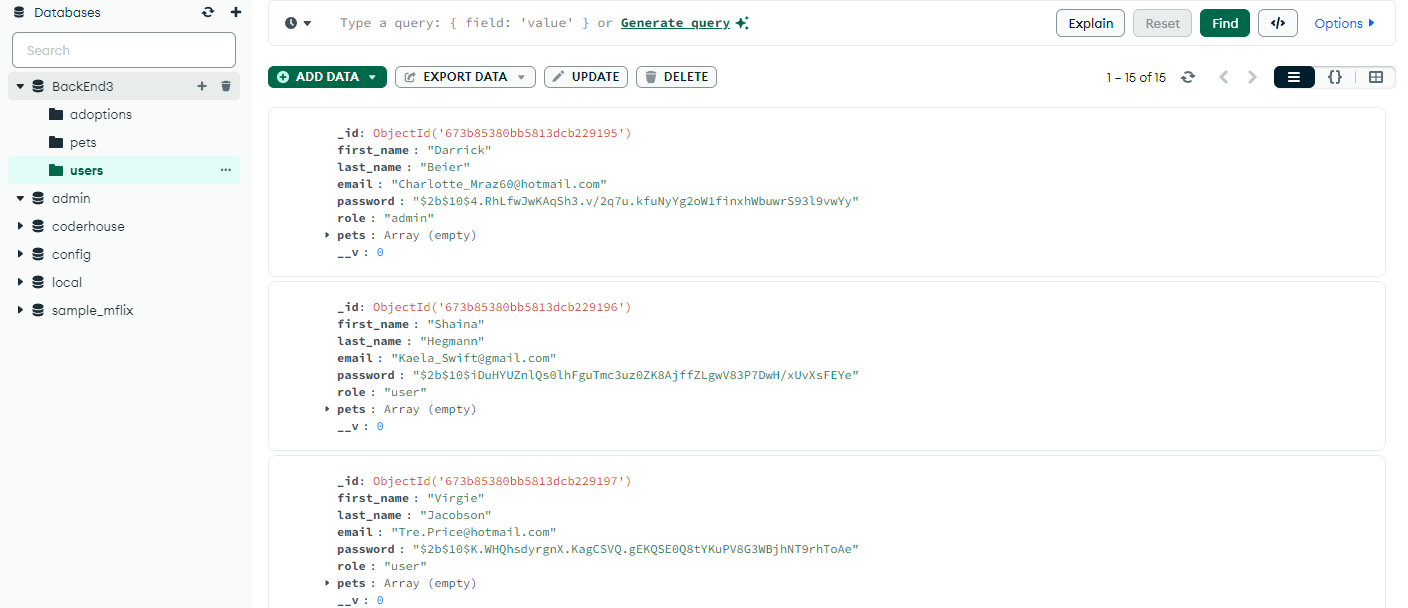 Databases
Search
BackEnd3
adoptions
pets
users
admin
coderhouse
config
local
sample_mflix
Type a query: { field: 'value' } or Generate query
Explain
Reset
Find
</>
Options
ADD DATA
EXPORT DATA
UPDATE
DELETE
1 – 15 of 15
{}
_id: ObjectId('673b85380bb5813dcb229195')
first_name : "Darrick"
last_name : "Beier"
email : "Charlotte_Mraz60@hotmail.com"
password : "$2b$10$4.RhLfwJwKAqSh3.v/2q7u.kfuNyYg2oW1finxhWbuwrS93l9vwYy"
role : "admin"
pets : Array (empty)
__v : 0
_id: ObjectId('673b85380bb5813dcb229196')
first_name : "Shaina"
last_name : "Hegmann"
email : "Kaela_Swift@gmail.com"
password : "$2b$10$iDuHYUZnlQs0lhFguTmc3uz0ZK8AjffZLgwV83P7DwH/xUvXsFEYe"
role : "user"
pets : Array (empty)
__v : 0
_id: ObjectId('673b85380bb5813dcb229197')
first_name : "Virgie"
last_name : "Jacobson"
email : "Tre.Price@hotmail.com"
password : "$2b$10$K.WHQhsdyrgnX.KagCSVQ.gEKQSE0Q8tYKuPV8G3WBjhNT9rhToAe"
role : "user"
pets : Array (empty)
__v : 0